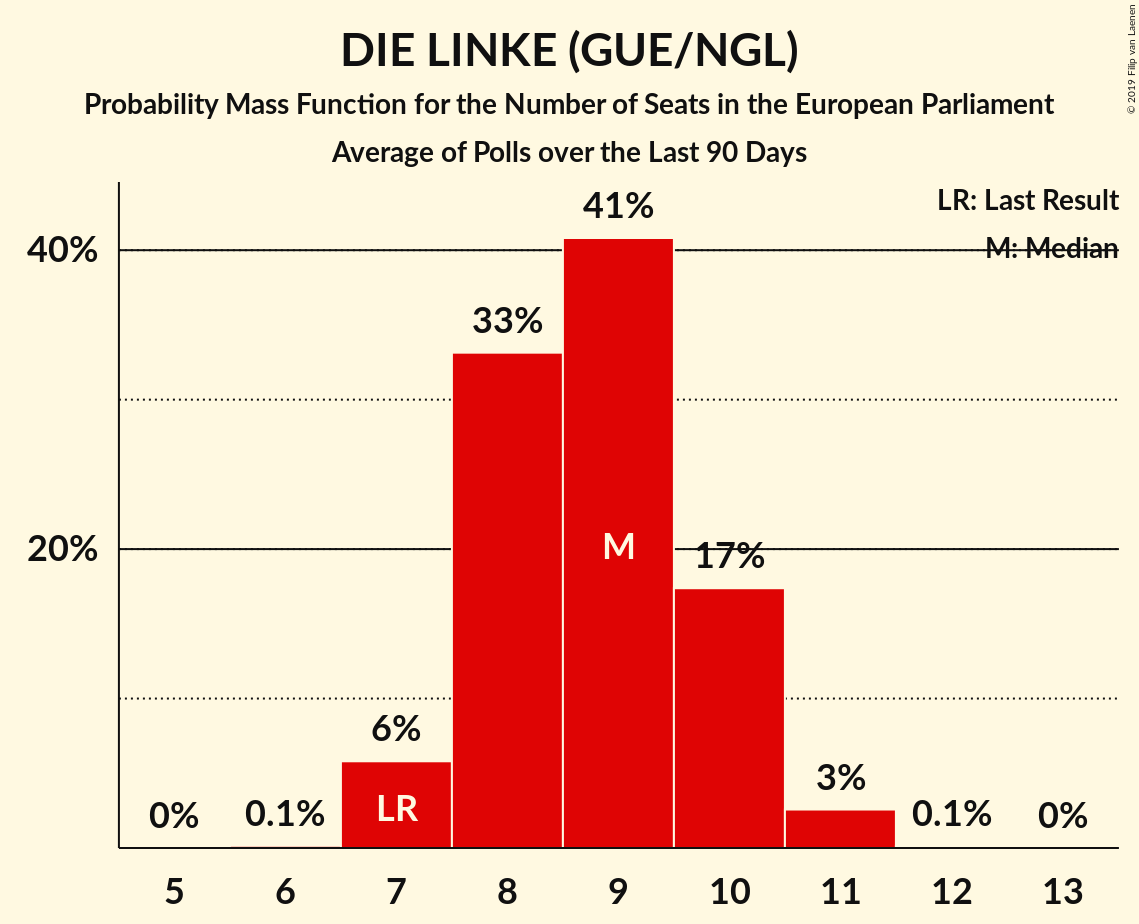 DIE LINKE (GUE/NGL)
Probability Mass Function for the Number of Seats in the European Parliament
Average of Polls over the Last 90 Days
© 2019 Filip van Laenen
LR: Last Result
M: Median
40%
20%
0%
0.1%
6%
33%
41%
17%
3%
0.1%
0%
LR
M
5 6 7 8 9 10 11 12 13